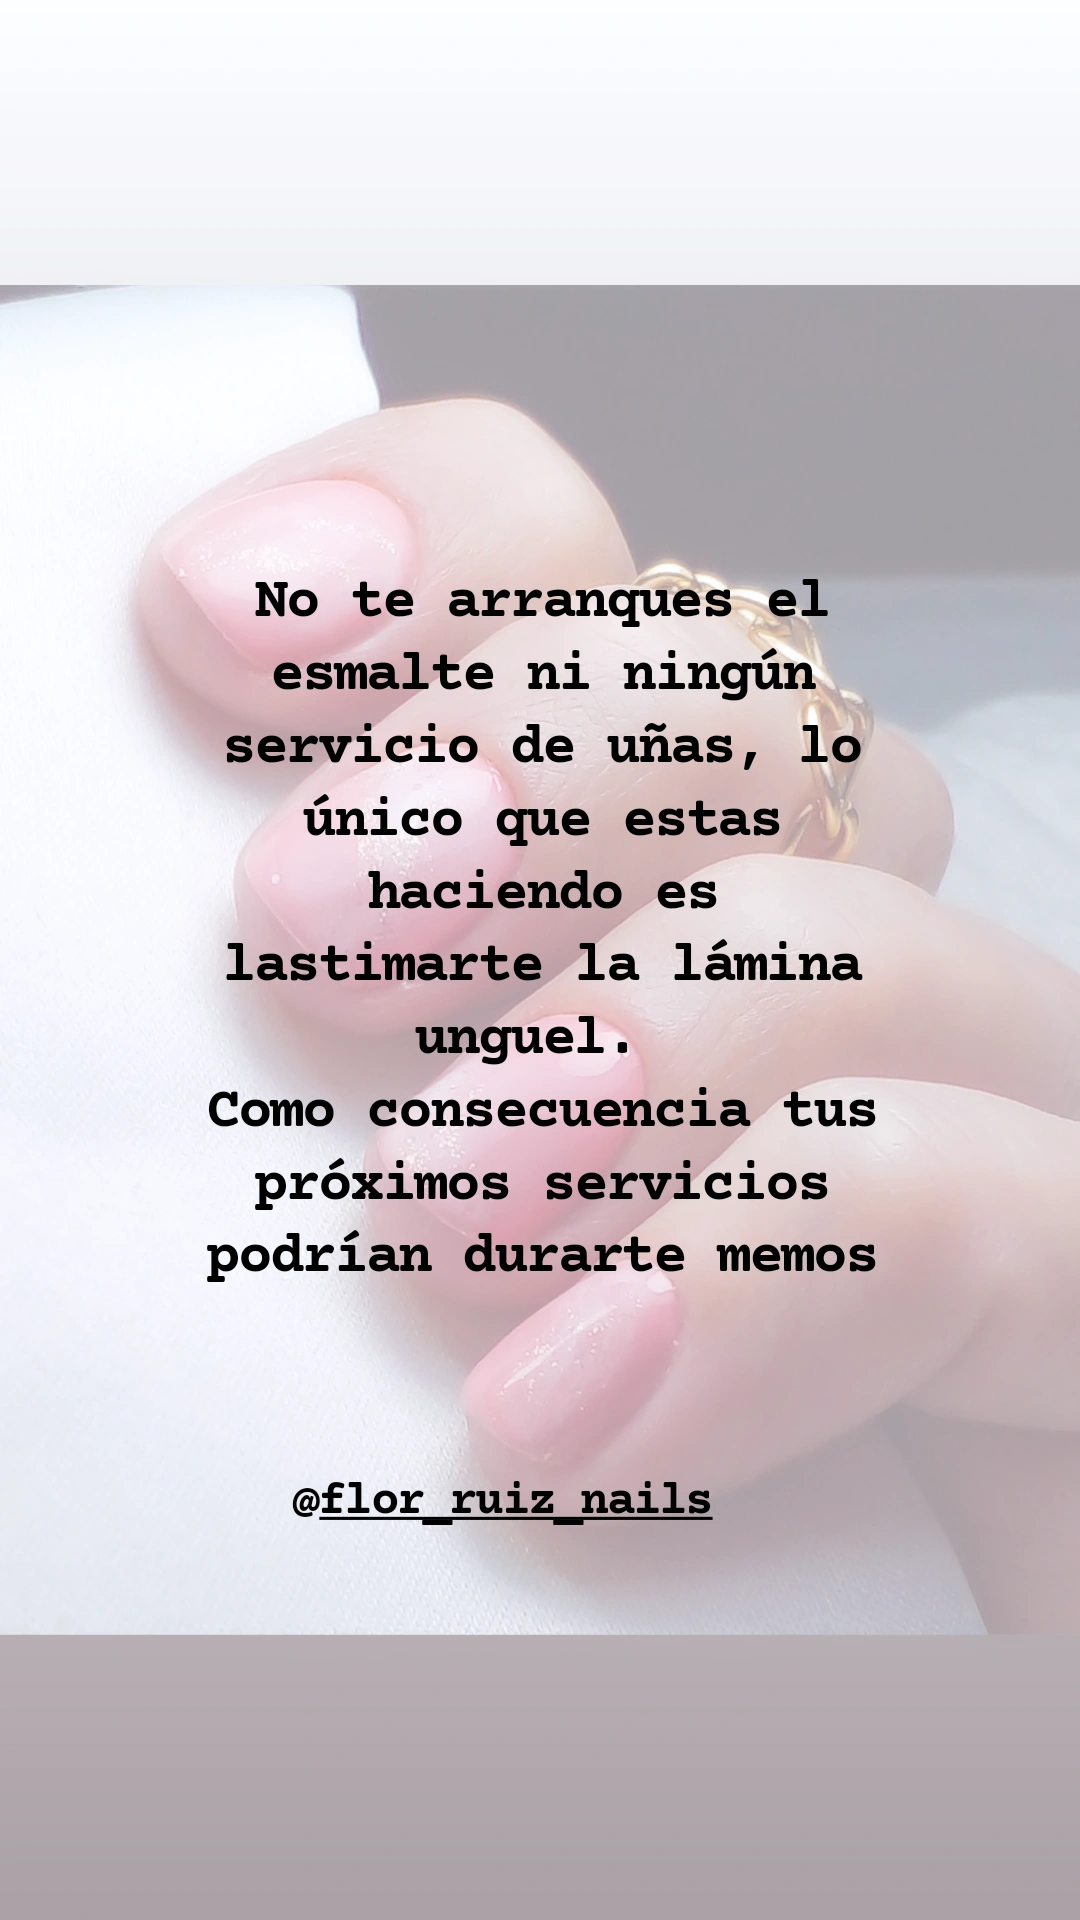 No te arranques el
esmalte ni ningún
servicio de uñas, lo
único que estas
haciendo es
lastimarte la lámina
unguel.
Como consecuencia tus
próximos servicios
podrían durarte memos
@flor_ruiz_nails